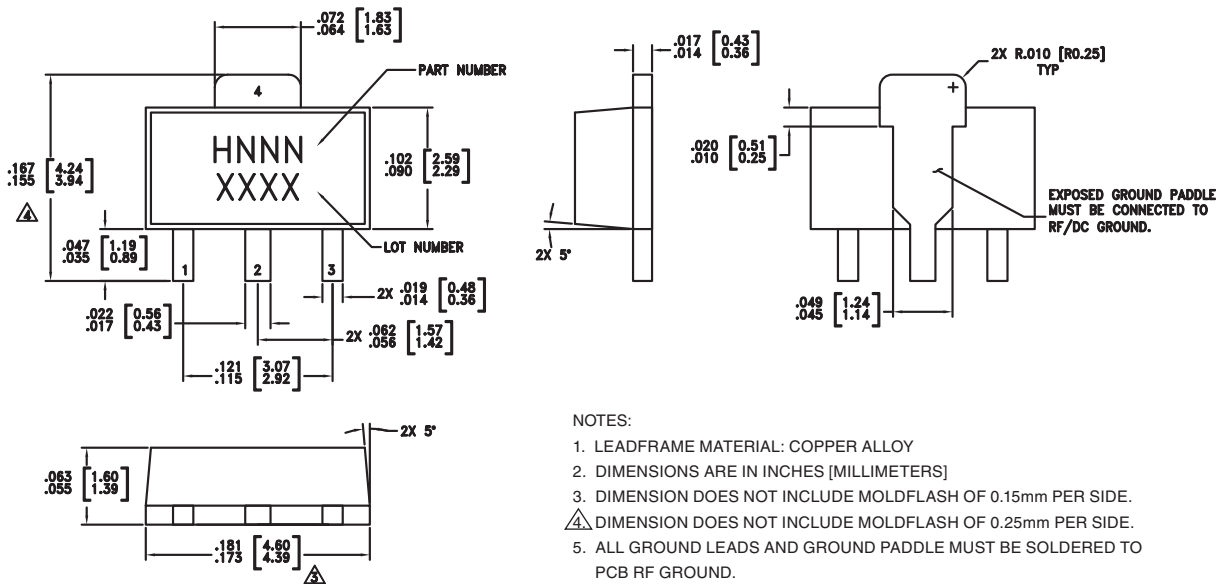 .072 [1.83]
.064 [1.63]
PART NUMBER
4
HNNN
XXXX
.167 [4.24]
.155 [3.94]
4
.102 [2.59]
.090 [2.29]
.047 [1.19]
.035 [0.89]
LOT NUMBER
1
2
3
2X .019 [0.48]
.014 [0.36]
.022 [0.56]
.017 [0.43]
2X .062 [1.57]
.056 [1.42]
.121 [3.07]
.115 [2.92]
.017 [0.43]
.014 [0.36]
2X 5°
2X R.010 [R0.25]
TYP
.020 [0.51]
.010 [0.25]
EXPOSED GROUND PADDLE
MUST BE CONNECTED TO
RF/DC GROUND.
.049 [1.24]
.045 [1.14]
2X 5°
.063 [1.60]
.055 [1.39]
.181 [4.60]
.173 [4.39]
3
NOTES:
1. LEADFRAME MATERIAL: COPPER ALLOY
2. DIMENSIONS ARE IN INCHES [MILLIMETERS]
3. DIMENSION DOES NOT INCLUDE MOLDFLASH OF 0.15mm PER SIDE.
4. DIMENSION DOES NOT INCLUDE MOLDFLASH OF 0.25mm PER SIDE.
5. ALL GROUND LEADS AND GROUND PADDLE MUST BE SOLDERED TO
PCB RF GROUND.